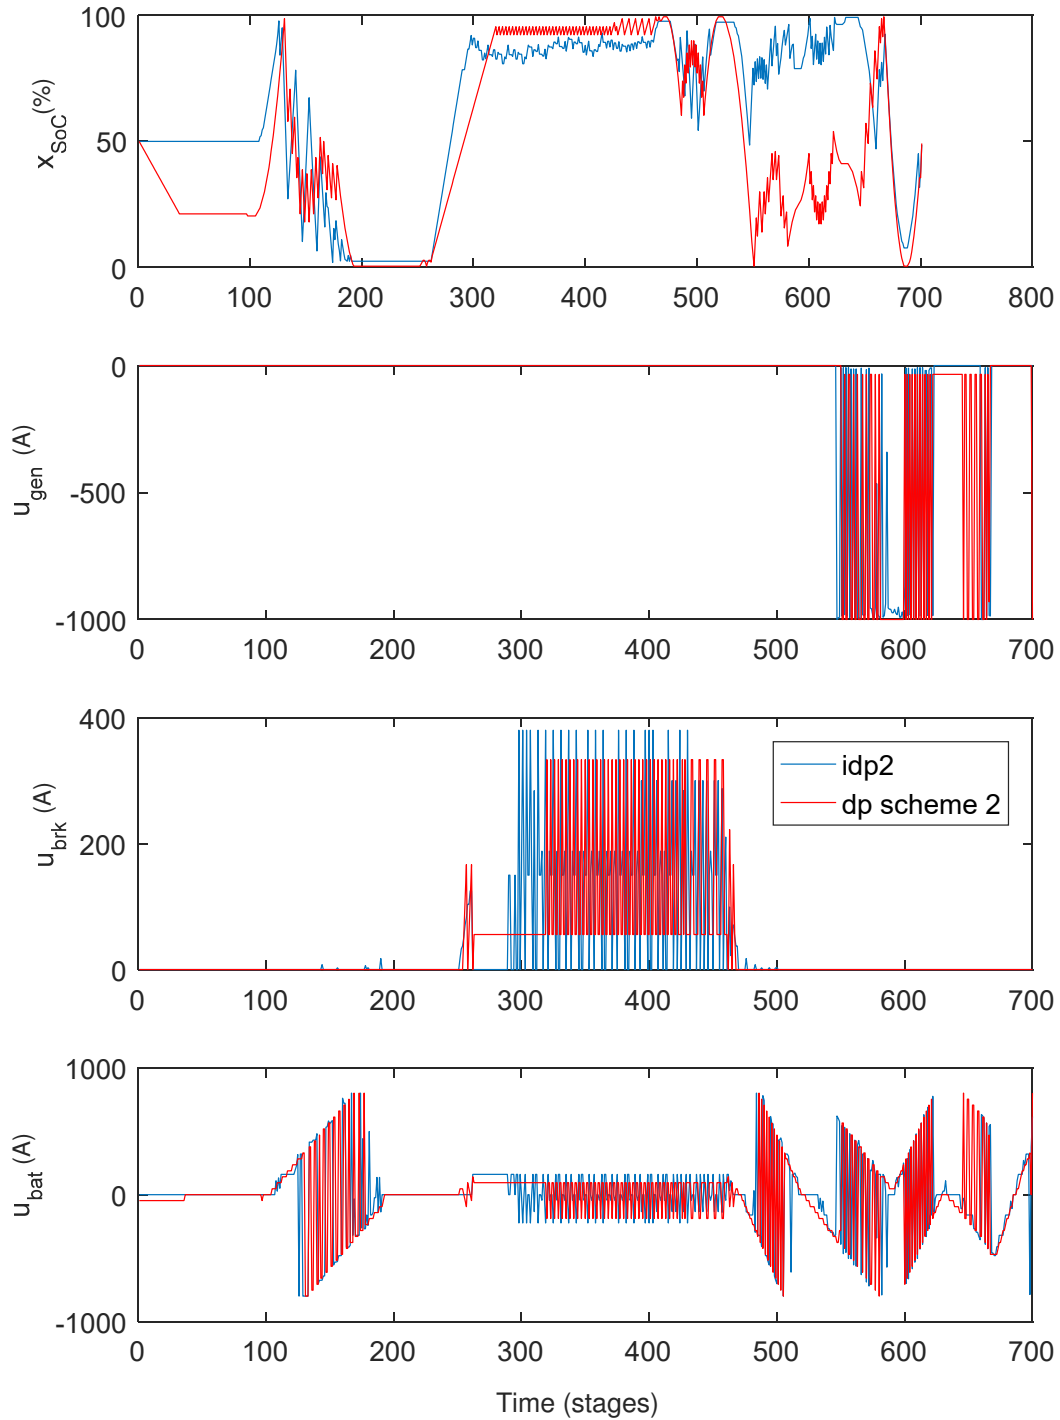 100
50
0
x_SoC (%)
0 100 200 300 400 500 600 700 800
0
-500
-1000
u_gen (A)
0 100 200 300 400 500 600 700
400
200
0
u_brk (A)
idp2
dp scheme 2
0 100 200 300 400 500 600 700
1000
0
-1000
u_bat (A)
0 100 200 300 400 500 600 700
Time (stages)